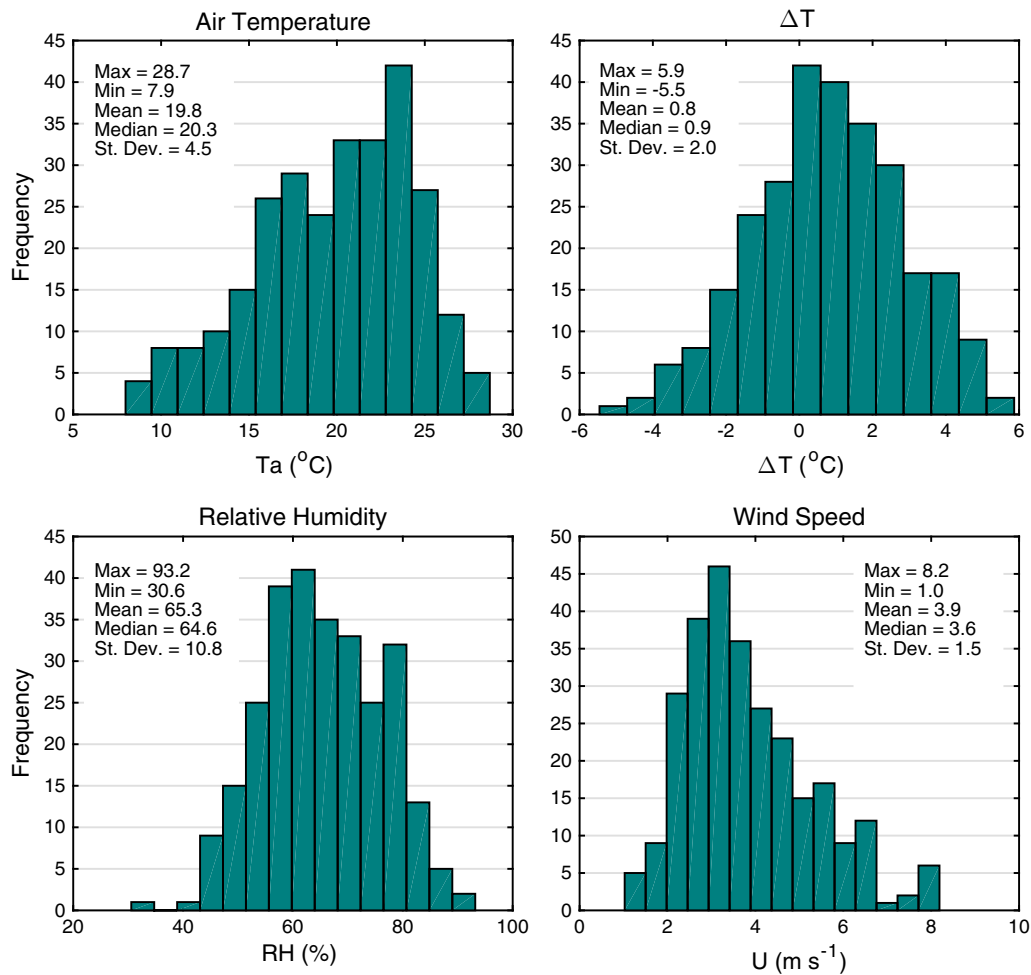 Air Temperature
Max = 28.7
Min = 7.9
Mean = 19.8
Median = 20.3
St. Dev. = 4.5
Frequency
45
40
35
30
25
20
15
10
5
0
5 10 15 20 25 30
Ta (°C)
ΔT
Max = 5.9
Min = -5.5
Mean = 0.8
Median = 0.9
St. Dev. = 2.0
45
40
35
30
25
20
15
10
5
0
-6 -4 -2 0 2 4 6
ΔT (°C)
Relative Humidity
Max = 93.2
Min = 30.6
Mean = 65.3
Median = 64.6
St. Dev. = 10.8
Frequency
45
40
35
30
25
20
15
10
5
0
20 40 60 80 100
RH (%)
Wind Speed
Max = 8.2
Min = 1.0
Mean = 3.9
Median = 3.6
St. Dev. = 1.5
50
45
40
35
30
25
20
15
10
5
0
0 2 4 6 8 10
U (m s⁻¹)